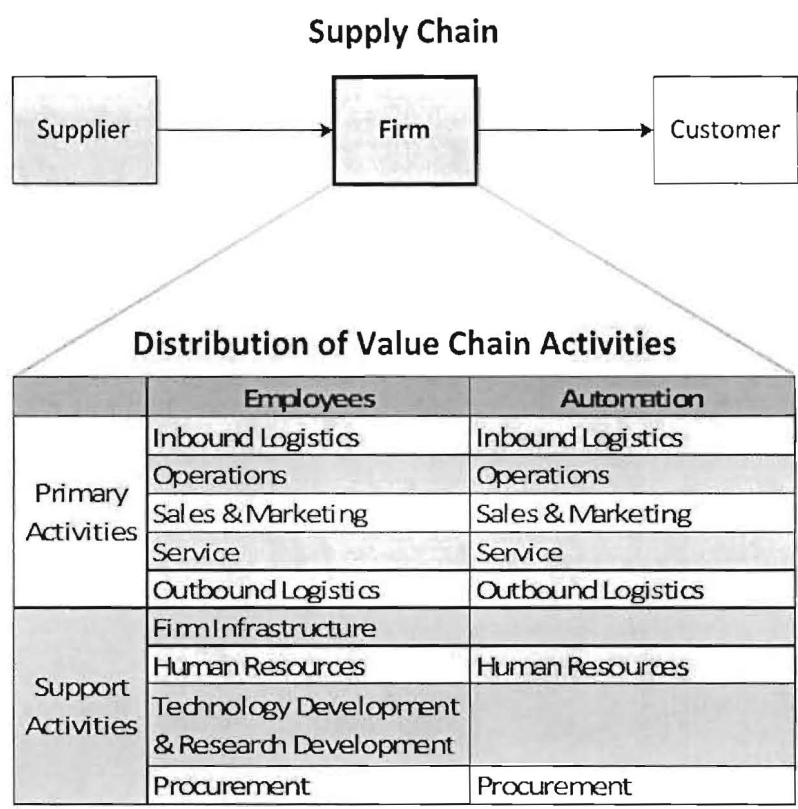 Supply Chain
Supplier Firm Customer
Distribution of Value Chain Activities
Employees Automation
Primary Activities
Inbound Logistics Inbound Logistics
Operations Operations
Sales & Marketing Sales & Marketing
Service Service
Outbound Logistics Outbound Logistics
Support Activities
Firm Infrastructure
Human Resources Human Resources
Technology Development
& Research Development
Procurement Procurement